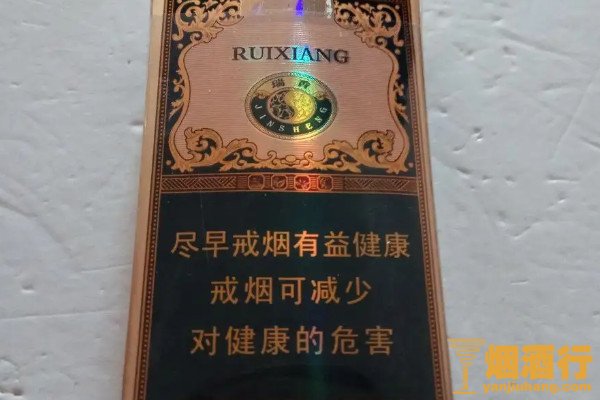 RUIXIANG
JINSHENG
尽早戒烟有益健康
戒烟可减少
对健康的危害
烟酒行
yanjiuhang.com